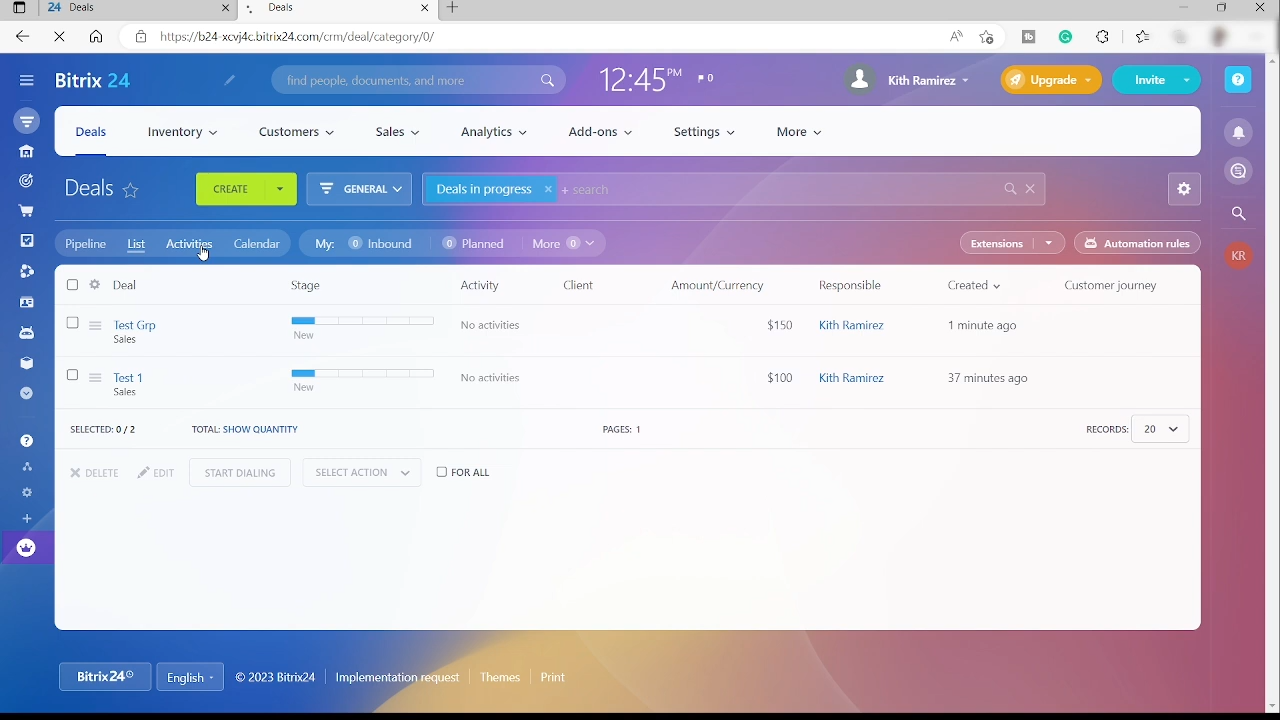 24 Deals
Deals
https://b24-xcvj4c.bitrix24.com/crm/deal/category/0/
Bitrix 24
find people, documents, and more
12:45 PM
0
Kith Ramirez
Upgrade
Invite
Deals
Inventory
Customers
Sales
Analytics
Add-ons
Settings
More
Deals
CREATE
GENERAL
Deals in progress
+ search
Pipeline
List
Activities
Calendar
My:
0 Inbound
0 Planned
More 0
Extensions
Automation rules
KR
Deal
Stage
Activity
Client
Amount/Currency
Responsible
Created
Customer journey
Test Grp
Sales
New
No activities
$150
Kith Ramirez
1 minute ago
Test 1
Sales
New
No activities
$100
Kith Ramirez
37 minutes ago
SELECTED: 0 / 2
TOTAL: SHOW QUANTITY
PAGES: 1
RECORDS: 20
DELETE
EDIT
START DIALING
SELECT ACTION
FOR ALL
Bitrix24
English
© 2023 Bitrix24
Implementation request
Themes
Print